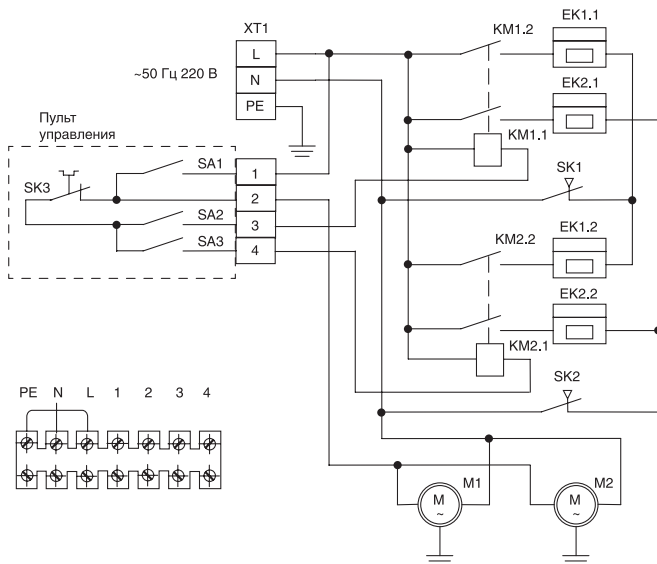 XT1
L
N
PE
~50 Гц 220 В
KM1.2
EK1.1
EK2.1
KM1.1
Пульт
управления
SK3
SA1
SA2
SA3
1
2
3
4
SK1
KM2.2
EK1.2
EK2.2
KM2.1
SK2
PE N L 1 2 3 4
M
~
M1
M
~
M2